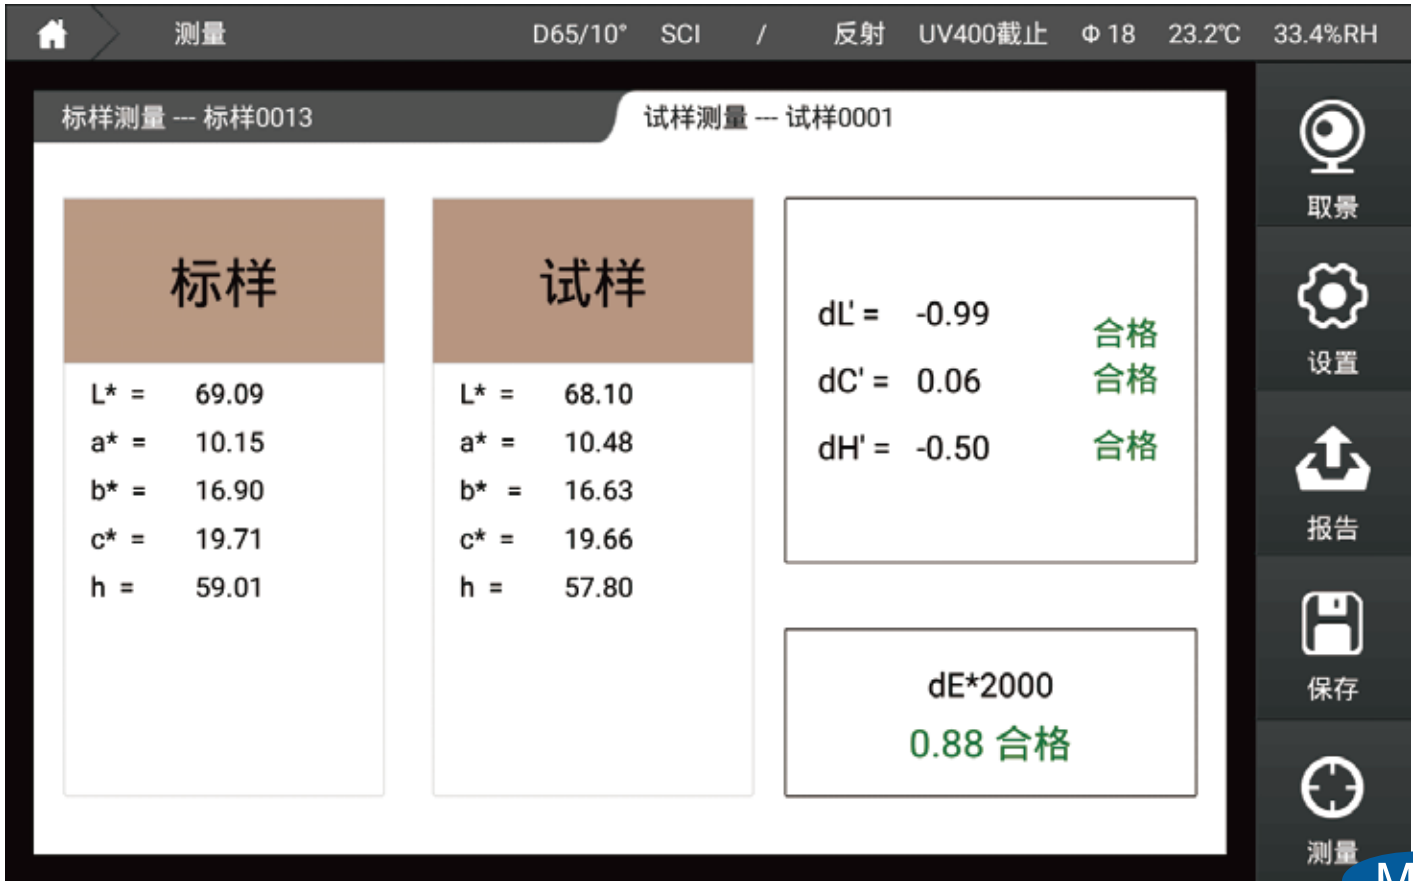 测量 D65/10° SCI / 反射 UV400截止 Φ 18 23.2℃ 33.4%RH
标样测量 --- 标样0013
试样测量 --- 试样0001
标样
L* = 69.09
a* = 10.15
b* = 16.90
c* = 19.71
h = 59.01
试样
L* = 68.10
a* = 10.48
b* = 16.63
c* = 19.66
h = 57.80
dL' = -0.99 合格
dC' = 0.06 合格
dH' = -0.50 合格
dE*2000
0.88 合格
取景
设置
报告
保存
测量
M